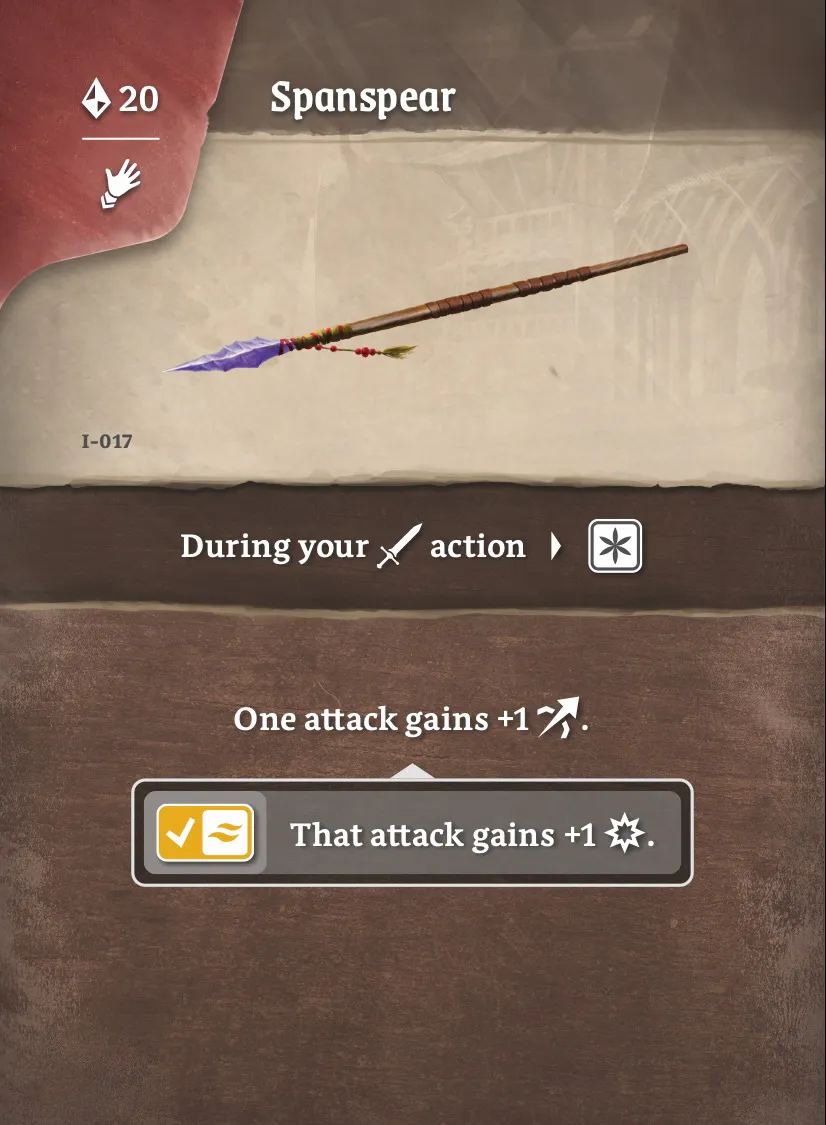 20
Spanspear
I-017
During your action
One attack gains +1 .
That attack gains +1 .